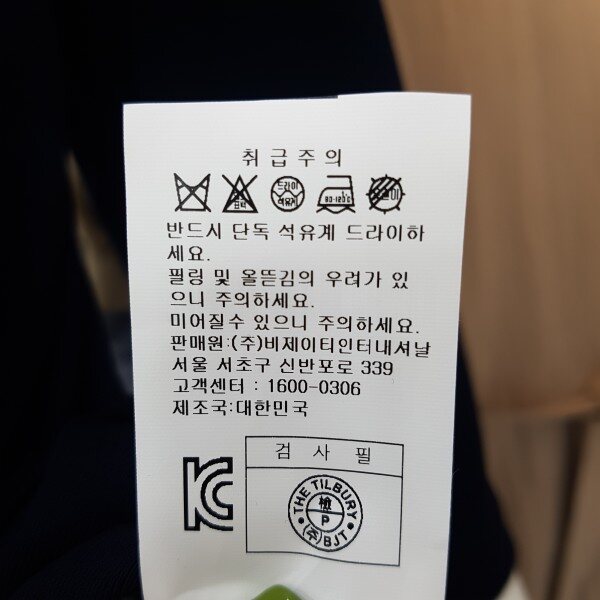 취급주의
드라이
석유계
80-120℃
반드시 단독 석유계 드라이하
세요.
필링 및 올뜯김의 우려가 있
으니 주의하세요.
미어질수 있으니 주의하세요.
판매원:(주)비제이티인터내셔날
서울 서초구 신반포로 339
고객센터 : 1600-0306
제조국:대한민국
검사필
THE TILBURY
檢
P
(주)BJT